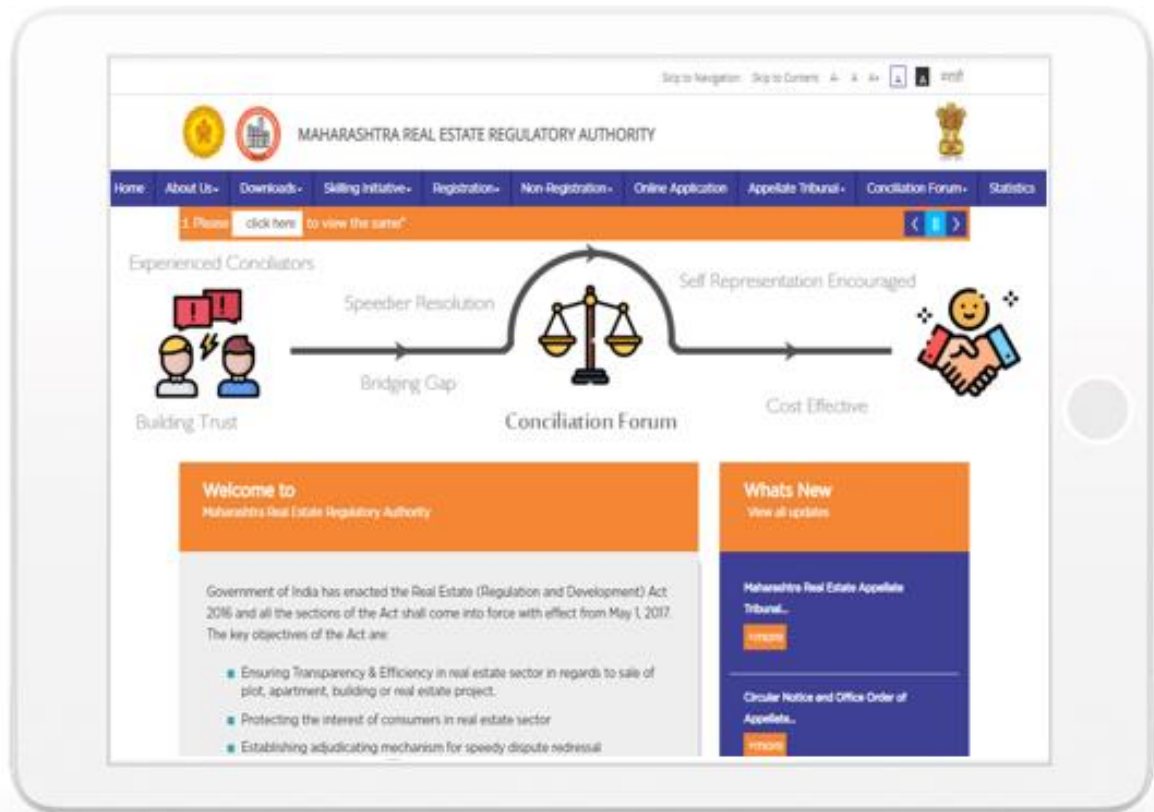 Skip to Navigation Skip to Content A- A A+ A A मराठी
MAHARASHTRA REAL ESTATE REGULATORY AUTHORITY
Home About Us Downloads Skilling Initiative Registration Non-Registration Online Application Appellate Tribunal Conciliation Forum Statistics
1. Please click here to view the same"
Experienced Conciliators
Speedier Resolution
Self Representation Encouraged
Bridging Gap
Building Trust
Conciliation Forum
Cost Effective
Welcome to
Maharashtra Real Estate Regulatory Authority
Government of India has enacted the Real Estate (Regulation and Development) Act
2016 and all the sections of the Act shall come into force with effect from May 1, 2017.
The key objectives of the Act are:
Ensuring Transparency & Efficiency in real estate sector in regards to sale of
plot, apartment, building or real estate project.
Protecting the interest of consumers in real estate sector
Establishing adjudicating mechanism for speedy dispute redressal
Whats New
View all updates
Maharashtra Real Estate Appellate
Tribunal...
+more
Circular Notice and Office Order of
Appellate...
+more